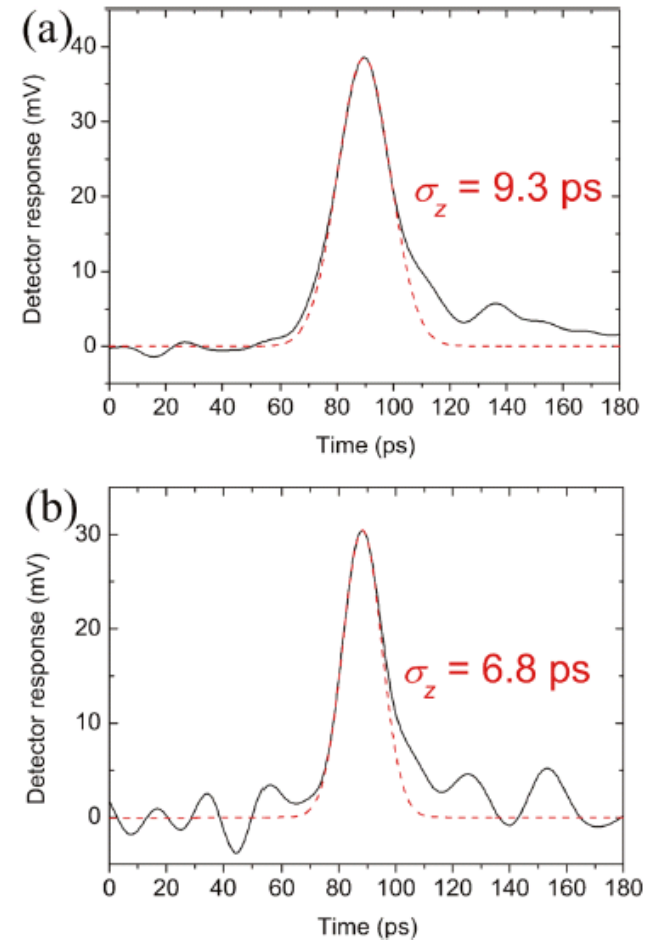 (a)
40
30
20
10
0
Detector response (mV)
σz = 9.3 ps
0 20 40 60 80 100 120 140 160 180
Time (ps)
(b)
30
20
10
0
Detector response (mV)
σz = 6.8 ps
0 20 40 60 80 100 120 140 160 180
Time (ps)